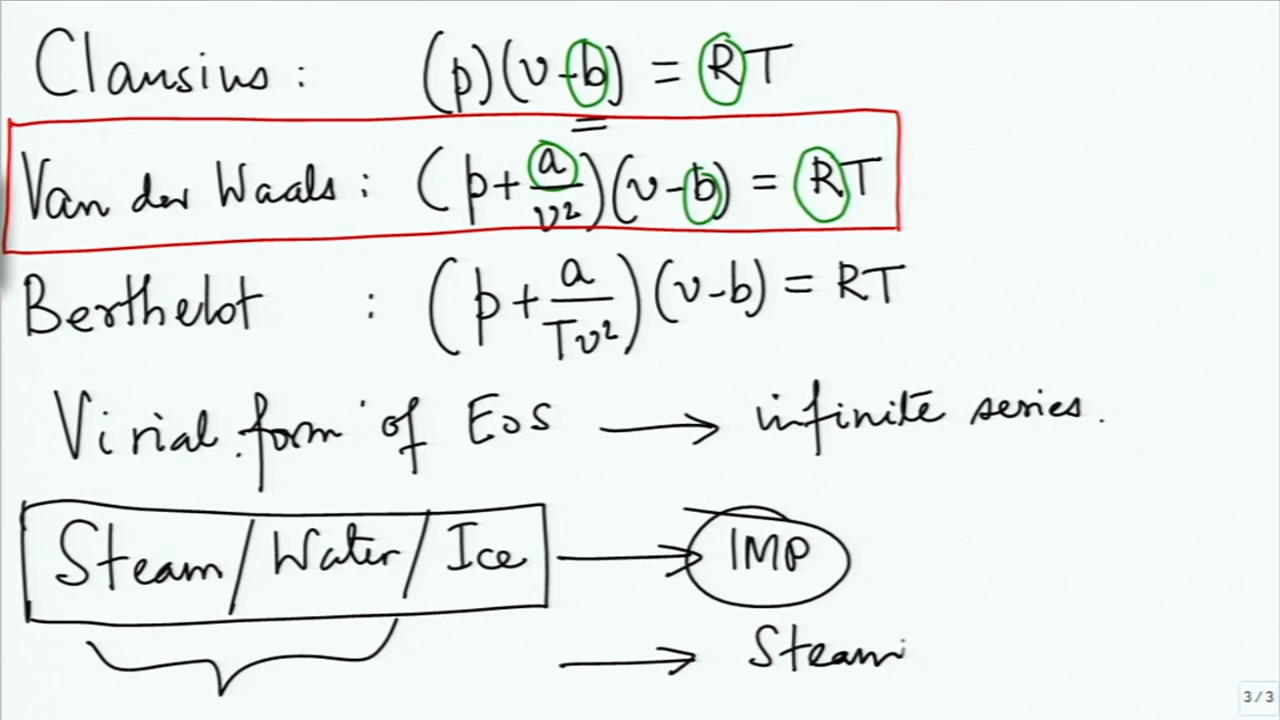 Clausius : (p)(v-b) = RT
Van der Waals : (p + a/v²)(v-b) = RT
Berthelot : (p + a/Tv²)(v-b) = RT
Virial form of EoS → infinite series.
Steam/Water/Ice → IMP
→ Steam
3/3